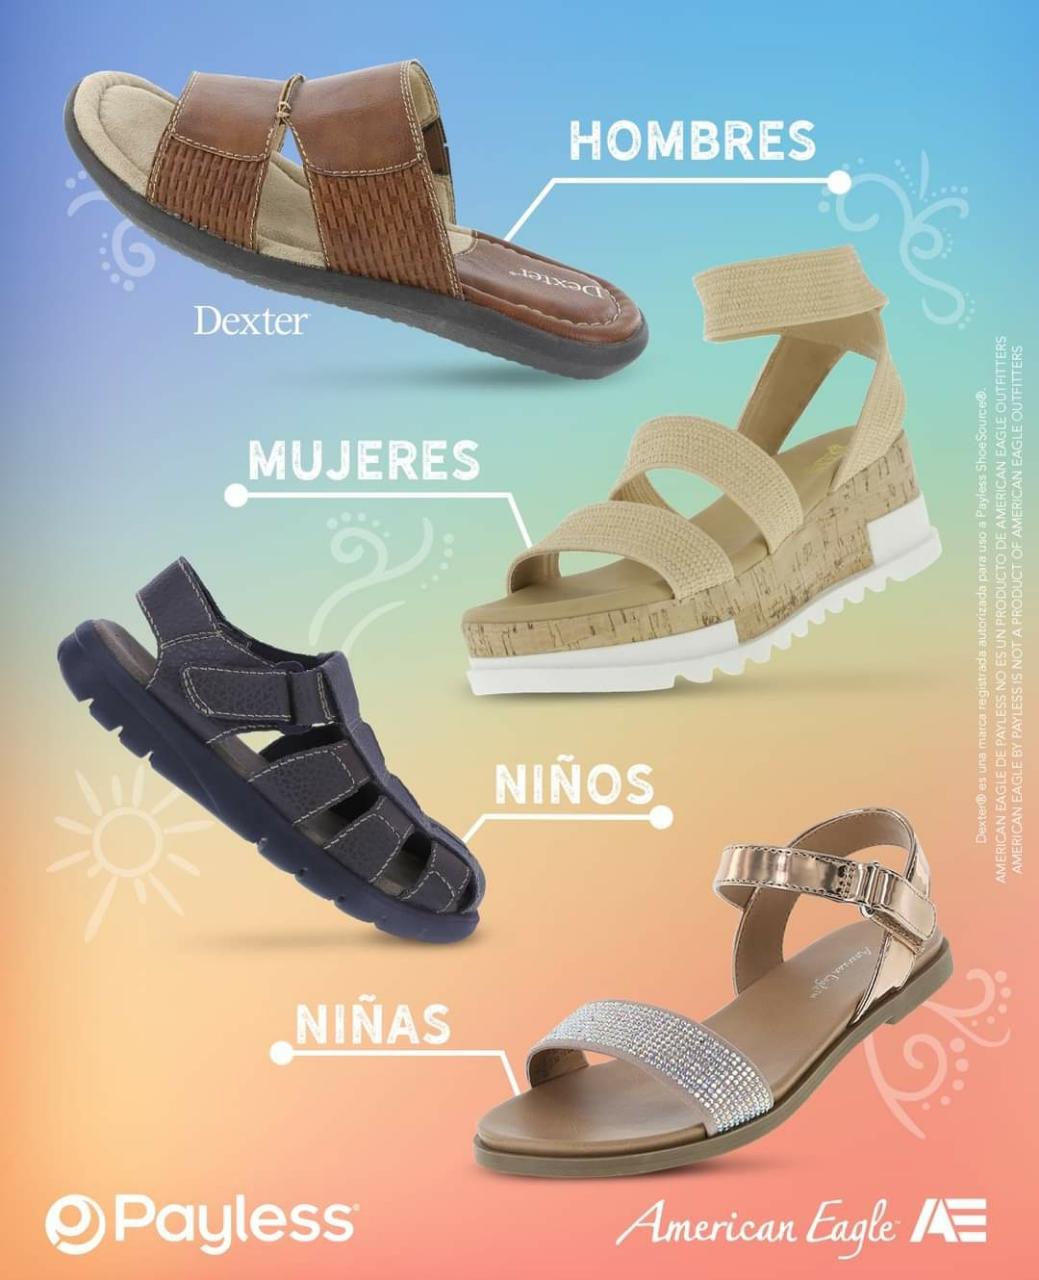 HOMBRES
Dexter®
Dexter
MUJERES
NIÑOS
American Eagle
NIÑAS
Payless®
American Eagle™ AE
Dexter® es una marca registrada autorizada para uso a Payless ShoeSource®.
AMERICAN EAGLE DE PAYLESS NO ES UN PRODUCTO DE AMERICAN EAGLE OUTFITTERS
AMERICAN EAGLE BY PAYLESS IS NOT A PRODUCT OF AMERICAN EAGLE OUTFITTERS